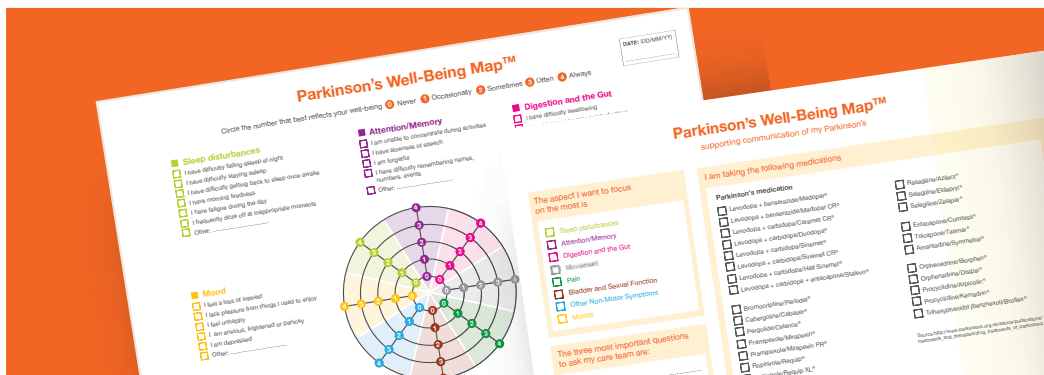 DATE: (DD/MM/YY)
Parkinson's Well-Being Map™
Circle the number that best reflects your well-being 0 Never 1 Occasionally 2 Sometimes 3 Often 4 Always
Sleep disturbances
I have difficulty falling asleep at night
I have difficulty staying asleep
I have difficulty getting back to sleep once awake
I have morning tiredness
I have fatigue during the day
I frequently doze off at inappropriate moments
Other:
Attention/Memory
I am unable to concentrate during activities
I have slowness of speech
I am forgetful
I have difficulty remembering names,
numbers, events
Other:
Digestion and the Gut
I have difficulty swallowing
Mood
I feel a loss of interest
I lack pleasure from things I used to enjoy
I feel unhappy
I am anxious, frightened or panicky
I am depressed
Other:
Parkinson's Well-Being Map™
supporting communication of my Parkinson's
The aspect I want to focus
on the most is
Sleep disturbances
Attention/Memory
Digestion and the Gut
Movement
Pain
Bladder and Sexual Function
Other Non-Motor Symptoms
Moods
The three most important questions
to ask my care team are:
I am taking the following medications
Parkinson's medication
Levodopa + benserazide/Madopar®
Levodopa + benserazide/Madopar CR®
Levodopa + carbidopa/Caramet CR®
Levodopa + carbidopa/Duodopa®
Levodopa + carbidopa/Sinemet®
Levodopa + carbidopa/Sinemet CR®
Levodopa + carbidopa/Half Sinemet®
Levodopa + carbidopa + entacapone/Stalevo®
Bromocriptine/Parlodel®
Cabergoline/Cabaser®
Pergolide/Celance®
Pramipexole/Mirapexin®
Pramipexole/Mirapexin PR®
Ropinirole/Requip®
Requip XL®
Rasagiline/Azilect®
Selegiline/Eldepryl®
Selegiline/Zelapar®
Entacapone/Comtess®
Tolcapone/Tasmar®
Amantadine/Symmetrel®
Orphenadrine/Biorphen®
Orphenadrine/Disipal®
Procyclidine/Arpicolin®
Procyclidine/Kemadrin®
Trihexyphenidyl (benzhexol)/Broflex®